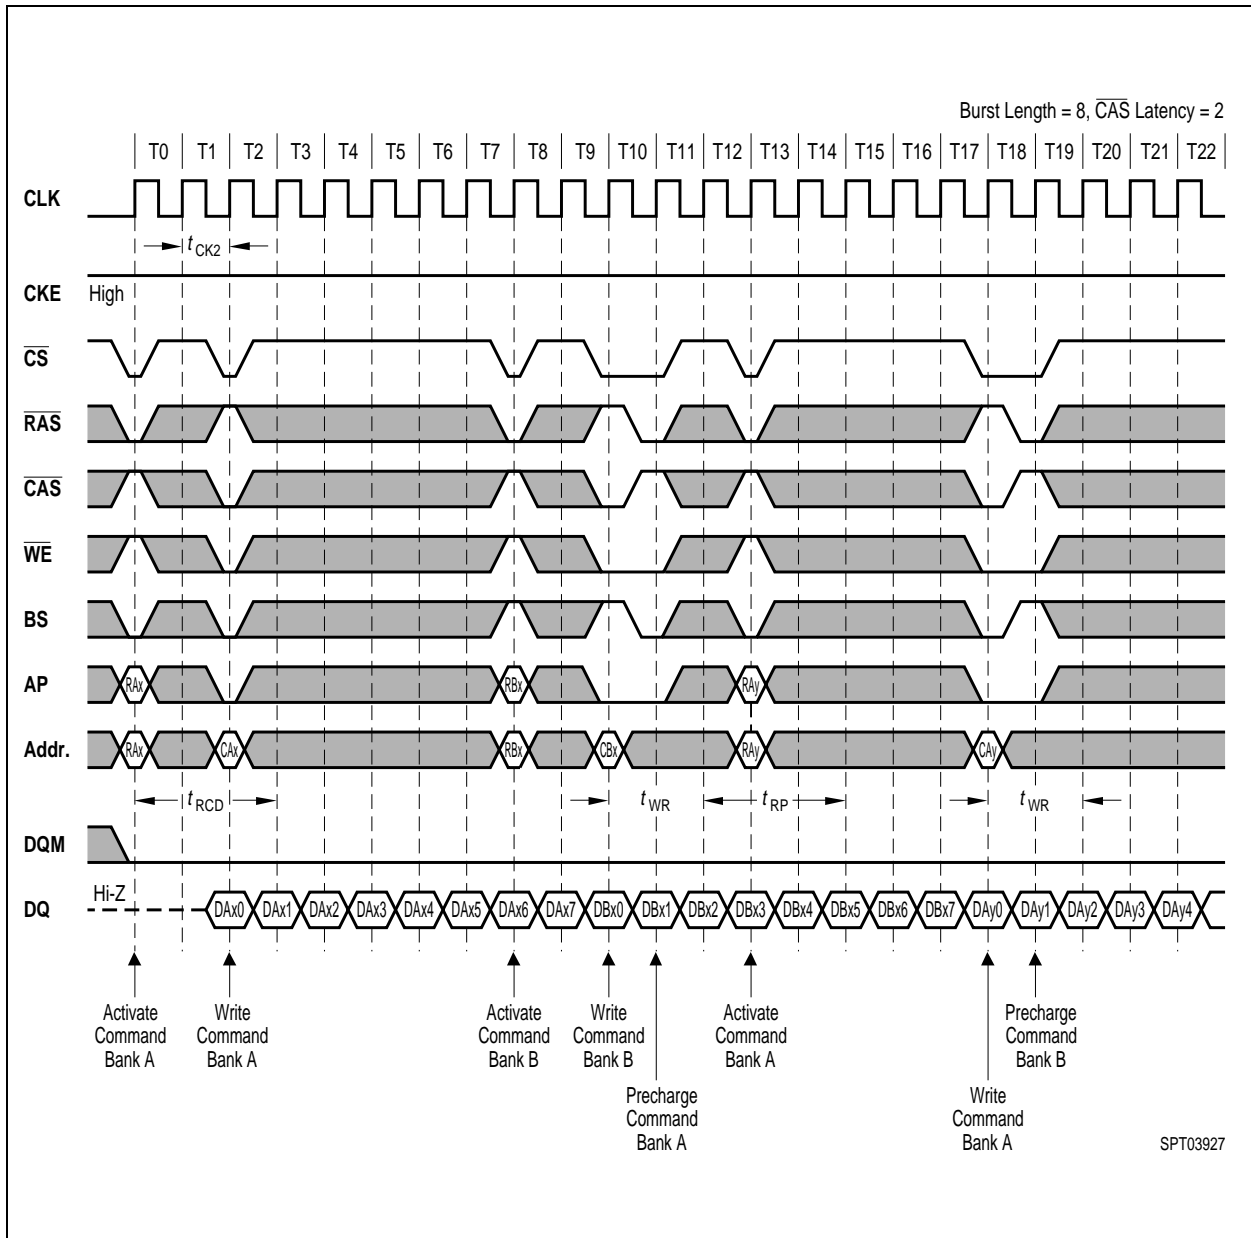 Burst Length = 8, CAS Latency = 2
T0 T1 T2 T3 T4 T5 T6 T7 T8 T9 T10 T11 T12 T13 T14 T15 T16 T17 T18 T19 T20 T21 T22
CLK
t CK2
CKE High
CS
RAS
CAS
WE
BS
AP RAx RBx RAy
Addr. RAx CAx RBx CBx RAy CAy
t RCD t WR t RP t WR
DQM
Hi-Z
DQ DAx0 DAx1 DAx2 DAx3 DAx4 DAx5 DAx6 DAx7 DBx0 DBx1 DBx2 DBx3 DBx4 DBx5 DBx6 DBx7 DAy0 DAy1 DAy2 DAy3 DAy4
Activate Command Bank A
Write Command Bank A
Activate Command Bank B
Write Command Bank B
Precharge Command Bank A
Activate Command Bank A
Write Command Bank A
Precharge Command Bank B
SPT03927